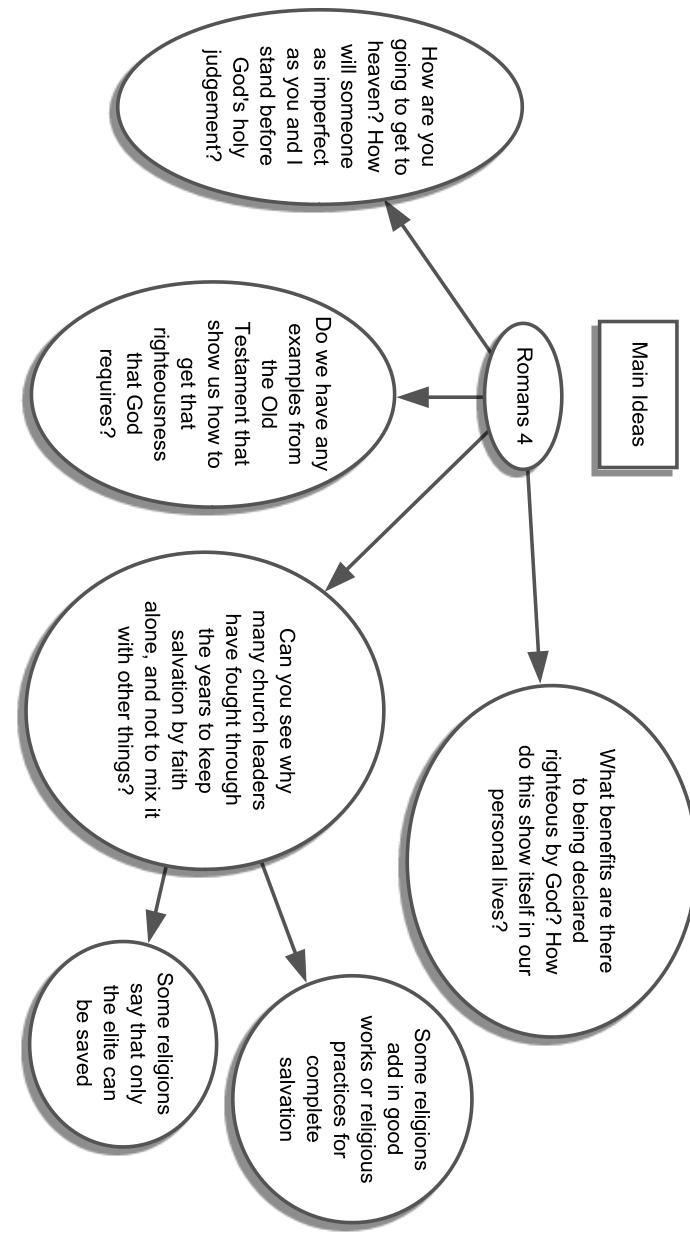 Main Ideas
Romans 4
How are you
going to get to
heaven? How
will someone
as imperfect
as you and I
stand before
God's holy
judgement?
Do we have any
examples from
the Old
Testament that
show us how to
get that
righteousness
that God
requires?
Can you see why
many church leaders
have fought through
the years to keep
salvation by faith
alone, and not to mix it
with other things?
What benefits are there
to being declared
righteous by God? How
do this show itself in our
personal lives?
Some religions
say that only
the elite can
be saved
Some religions
add in good
works or religious
practices for
complete
salvation